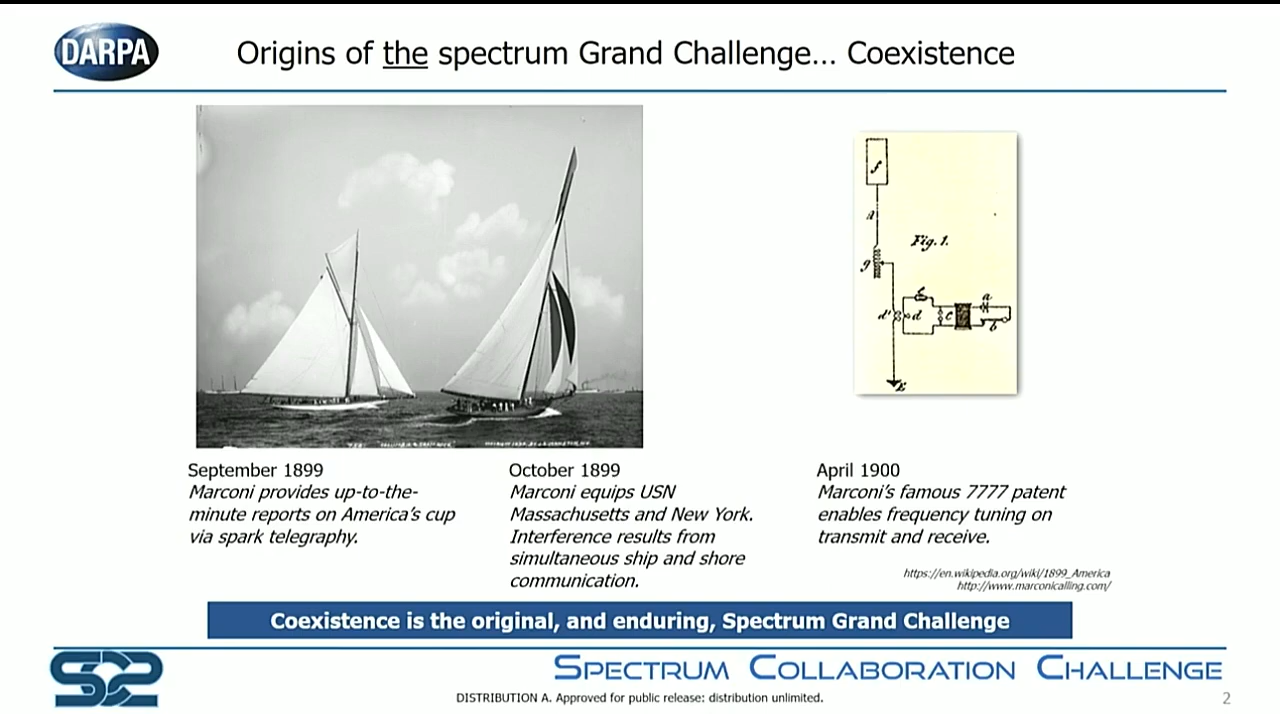 DARPA
Origins of the spectrum Grand Challenge… Coexistence
f
A
Fig. 1.
g
e
a
d'
d
c
b
E
September 1899
Marconi provides up-to-the-
minute reports on America's cup
via spark telegraphy.
October 1899
Marconi equips USN
Massachusetts and New York.
Interference results from
simultaneous ship and shore
communication.
April 1900
Marconi's famous 7777 patent
enables frequency tuning on
transmit and receive.
https://en.wikipedia.org/wiki/1899_America
http://www.marconicalling.com/
Coexistence is the original, and enduring, Spectrum Grand Challenge
SC2
SPECTRUM COLLABORATION CHALLENGE
DISTRIBUTION A. Approved for public release: distribution unlimited.
2